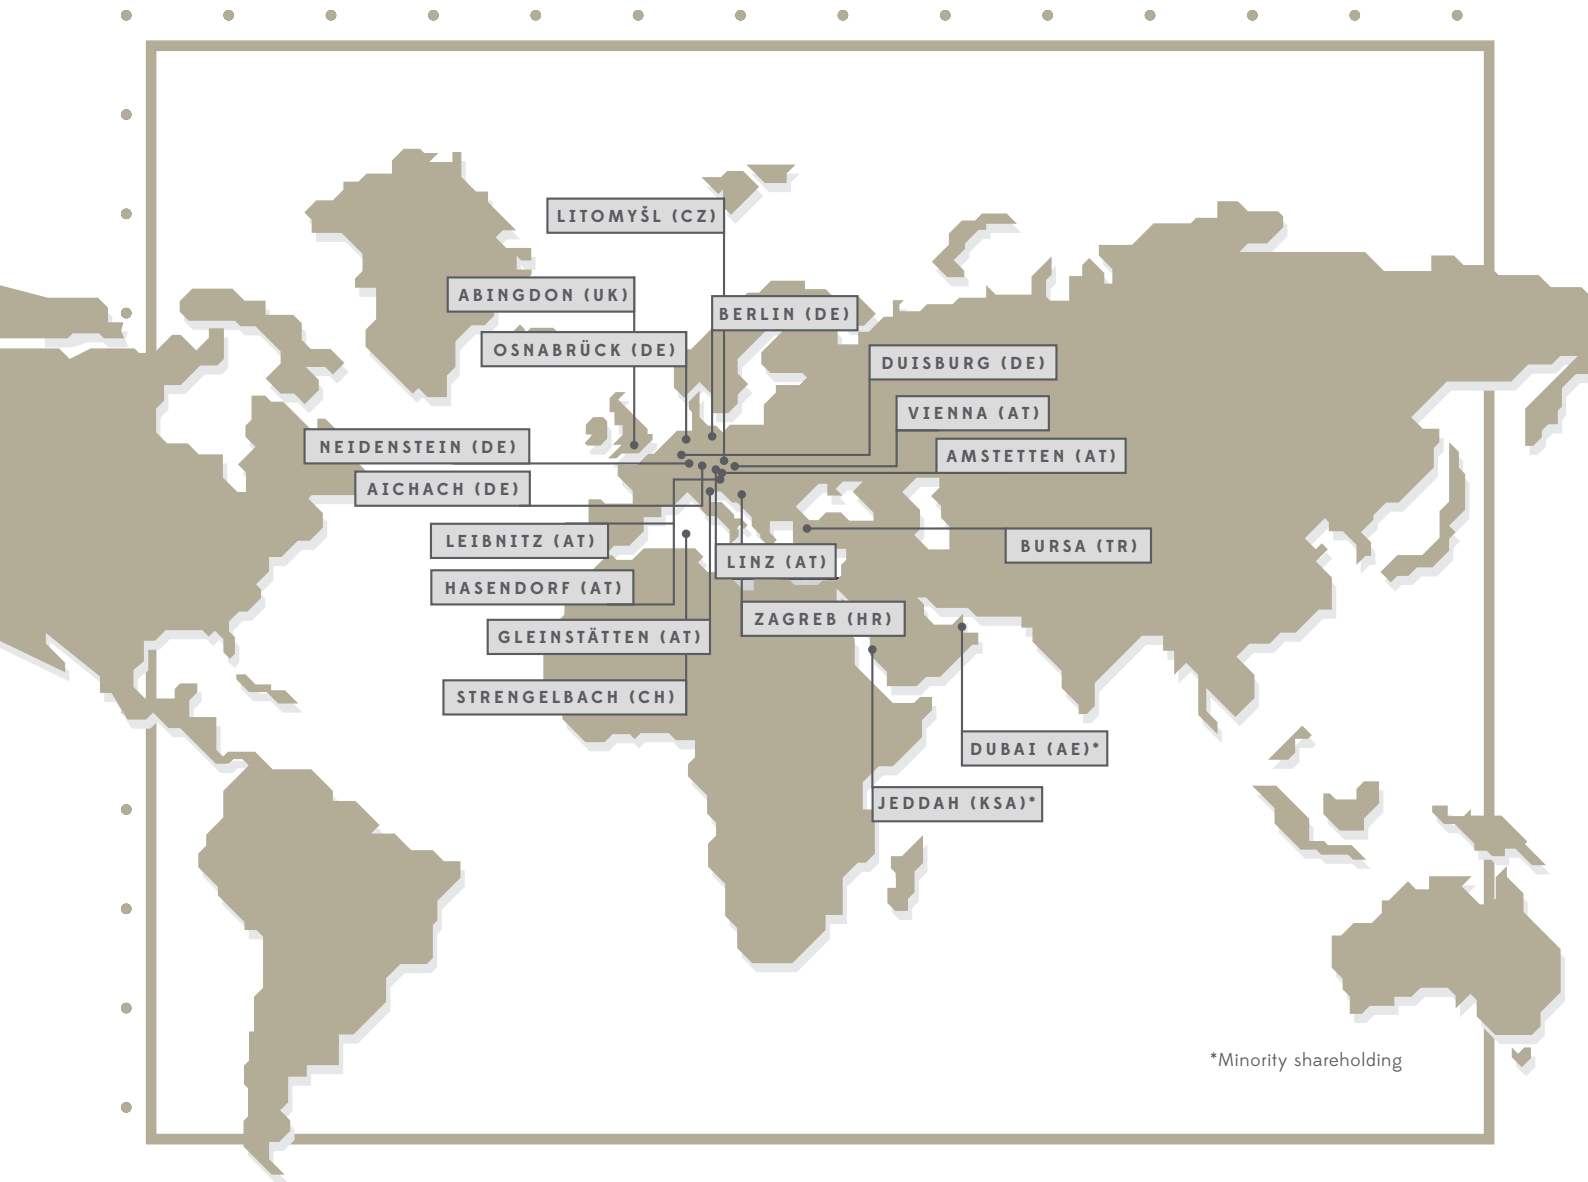 LITOMYŠL (CZ)
ABINGDON (UK)
BERLIN (DE)
OSNABRÜCK (DE)
DUISBURG (DE)
VIENNA (AT)
NEIDENSTEIN (DE)
AMSTETTEN (AT)
AICHACH (DE)
LEIBNITZ (AT)
BURSA (TR)
LINZ (AT)
HASENDORF (AT)
ZAGREB (HR)
GLEINSTÄTTEN (AT)
STRENGELBACH (CH)
DUBAI (AE)*
JEDDAH (KSA)*
*Minority shareholding